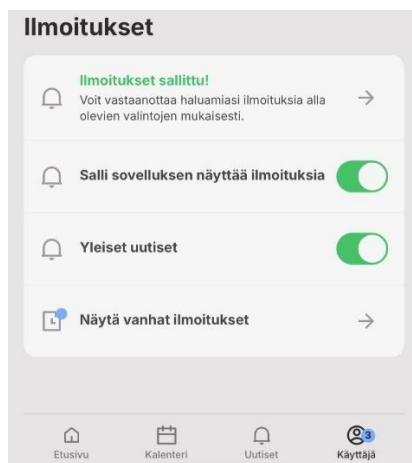 Ilmoitukset
Ilmoitukset sallittu!
Voit vastaanottaa haluamiasi ilmoituksia alla
olevien valintojen mukaisesti.
Salli sovelluksen näyttää ilmoituksia
Yleiset uutiset
Näytä vanhat ilmoitukset
3
Etusivu Kalenteri Uutiset Käyttäjä